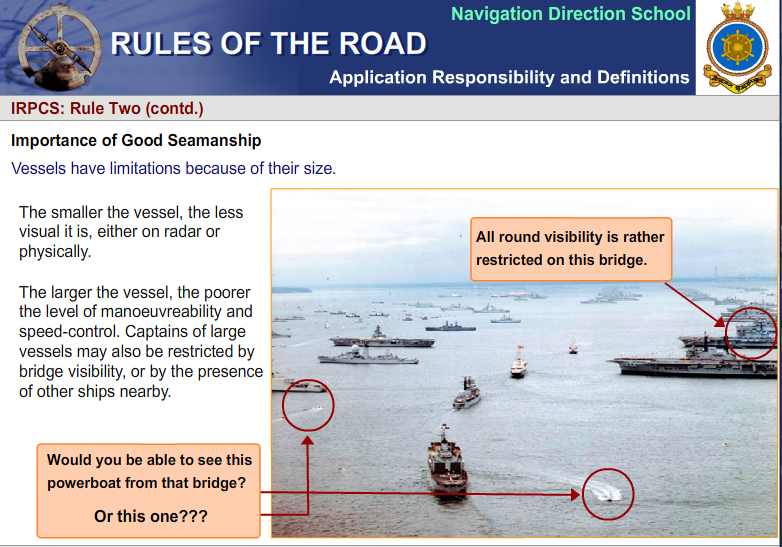 Navigation Direction School
RULES OF THE ROAD
Application Responsibility and Definitions
IRPCS: Rule Two (contd.)
Importance of Good Seamanship
Vessels have limitations because of their size.
The smaller the vessel, the less
visual it is, either on radar or
physically.
The larger the vessel, the poorer
the level of manoeuvreability and
speed-control. Captains of large
vessels may also be restricted by
bridge visibility, or by the presence
of other ships nearby.
All round visibility is rather
restricted on this bridge.
Would you be able to see this
powerboat from that bridge?
Or this one???